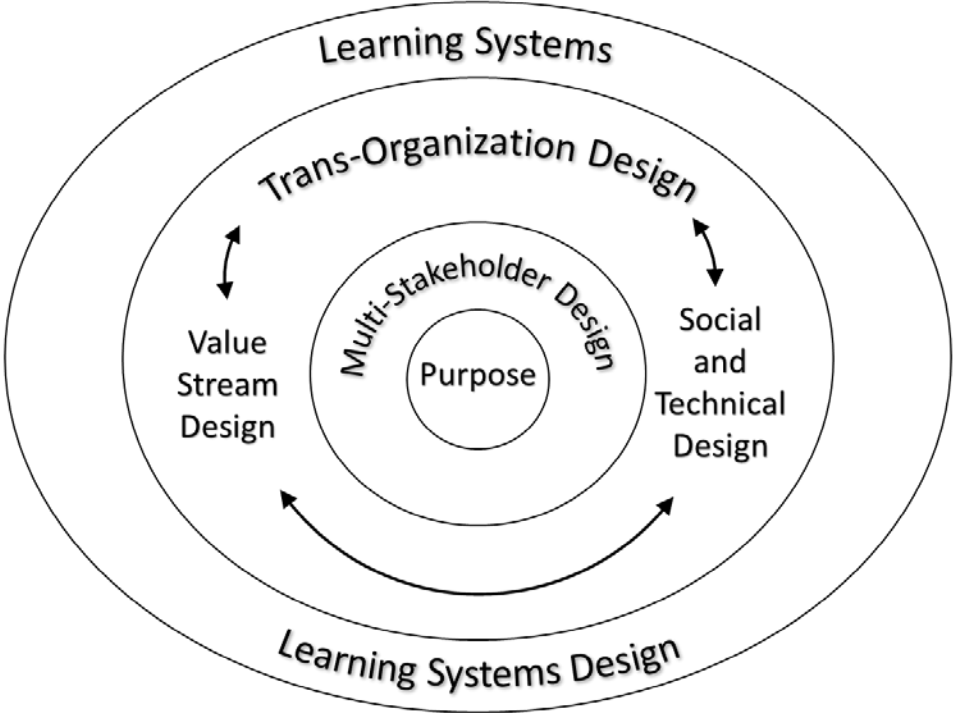 Learning Systems
Trans-Organization Design
Multi-Stakeholder Design
Purpose
Value
Stream
Design
Social
and
Technical
Design
Learning Systems Design